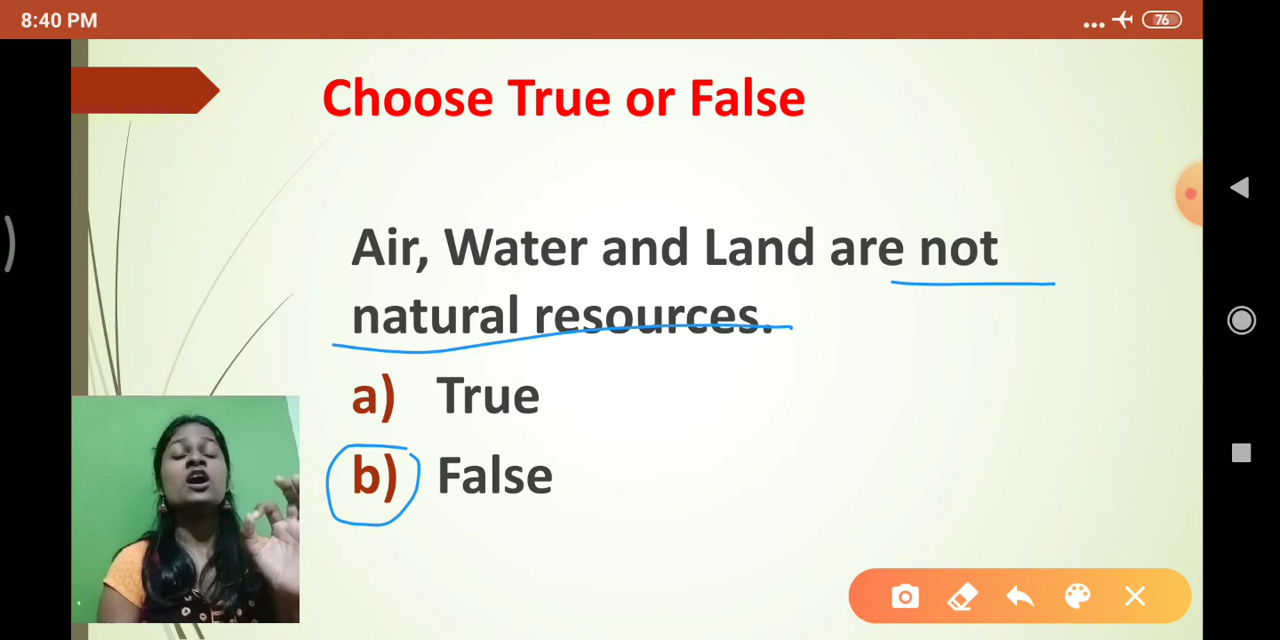 8:40 PM
76
Choose True or False
Air, Water and Land are not
natural resources.
a) True
b) False